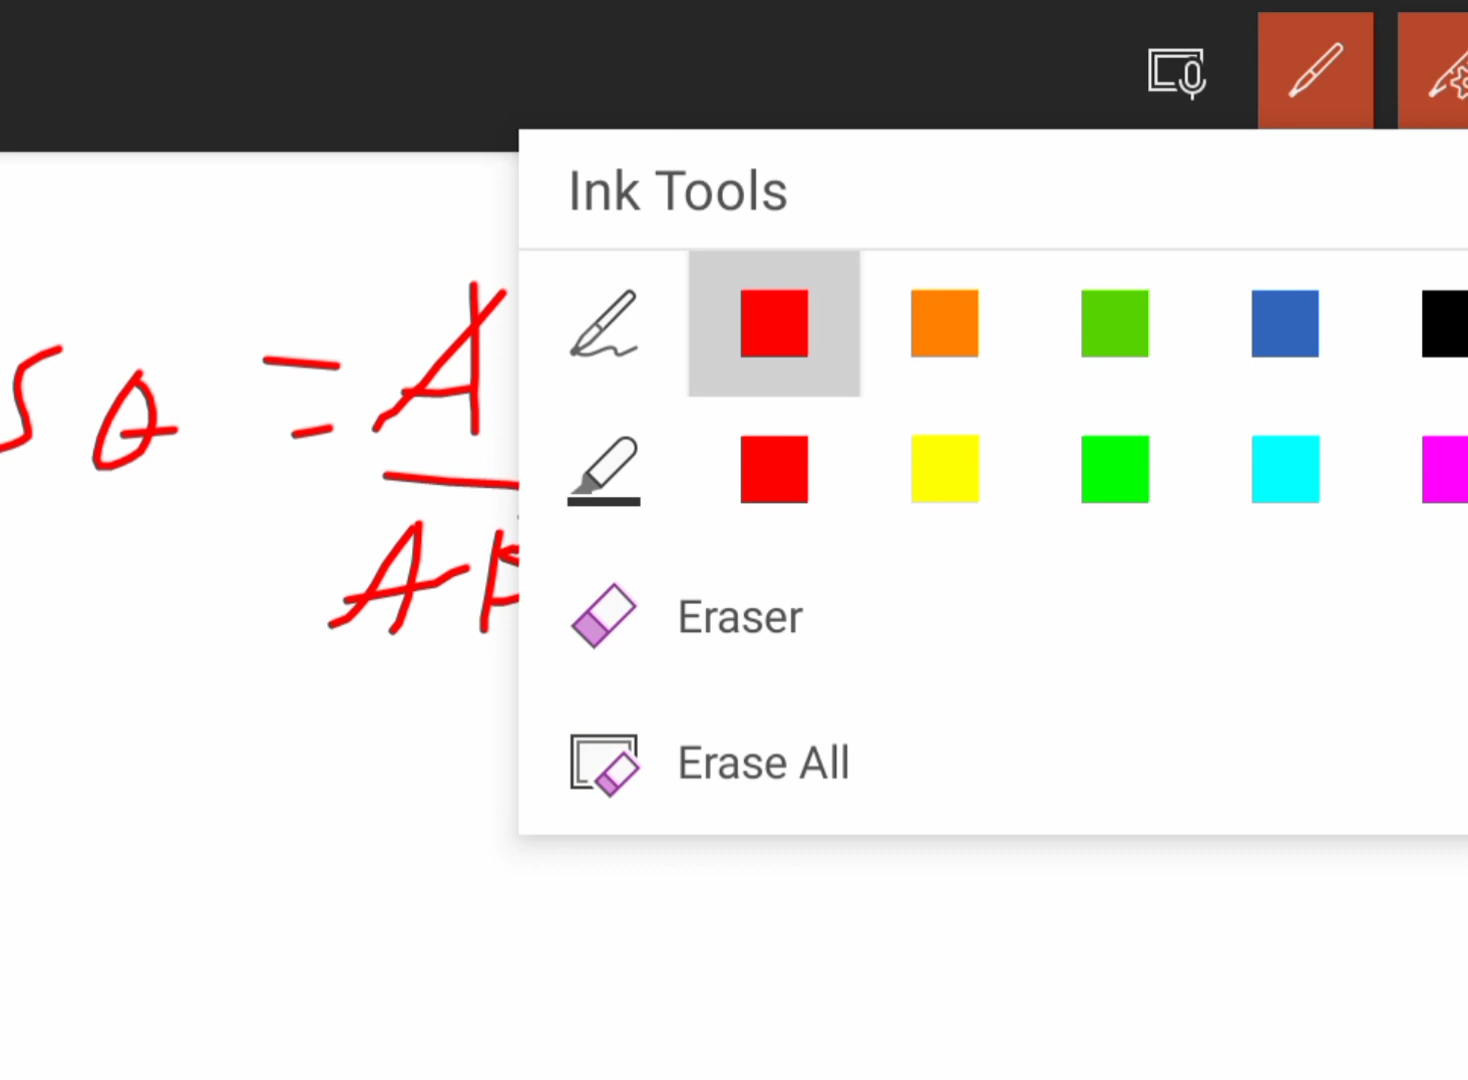 Ink Tools
s θ = A
A
Eraser
Erase All